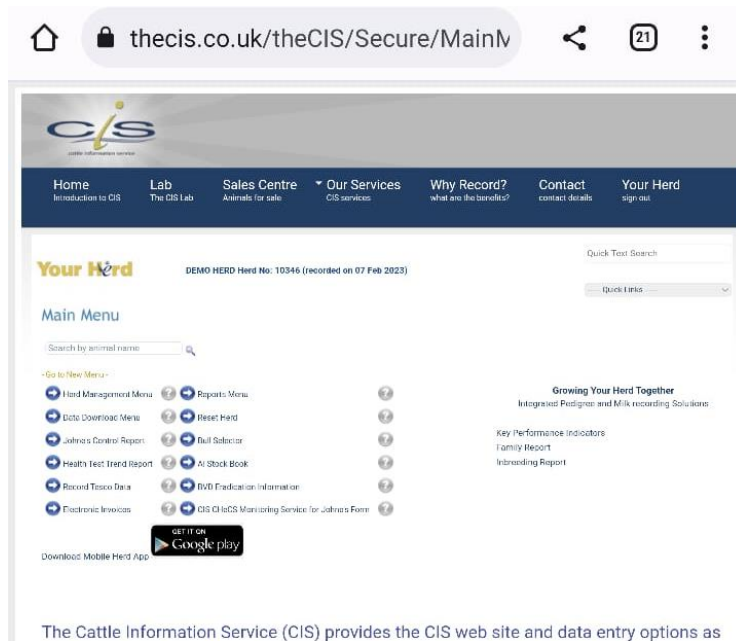 thecis.co.uk/theCIS/Secure/MainM
21
cis
cattle information service
Home
Introduction to CIS
Lab
The CIS Lab
Sales Centre
Animals for sale
Our Services
CIS services
Why Record?
what are the benefits?
Contact
contact details
Your Herd
sign out
Your Herd
DEMO HERD Herd No: 10346 (recorded on 07 Feb 2023)
Quick Text Search
---- Quick Links ----
Main Menu
Search by animal name
- Go to New Menu -
Herd Management Menu
Reports Menu
Data Download Menu
Reset Herd
Johne's Control Report
Bull Selector
Health Test Trend Report
AI Stock Book
Record Tesco Data
BVD Eradication Information
Electronic Invoices
CIS CHeCS Monitoring Service for Johne's Form
Growing Your Herd Together
Integrated Pedigree and Milk recording Solutions
Key Performance Indicators
Family Report
Inbreeding Report
Download Mobile Herd App
GET IT ON
Google play
The Cattle Information Service (CIS) provides the CIS web site and data entry options as